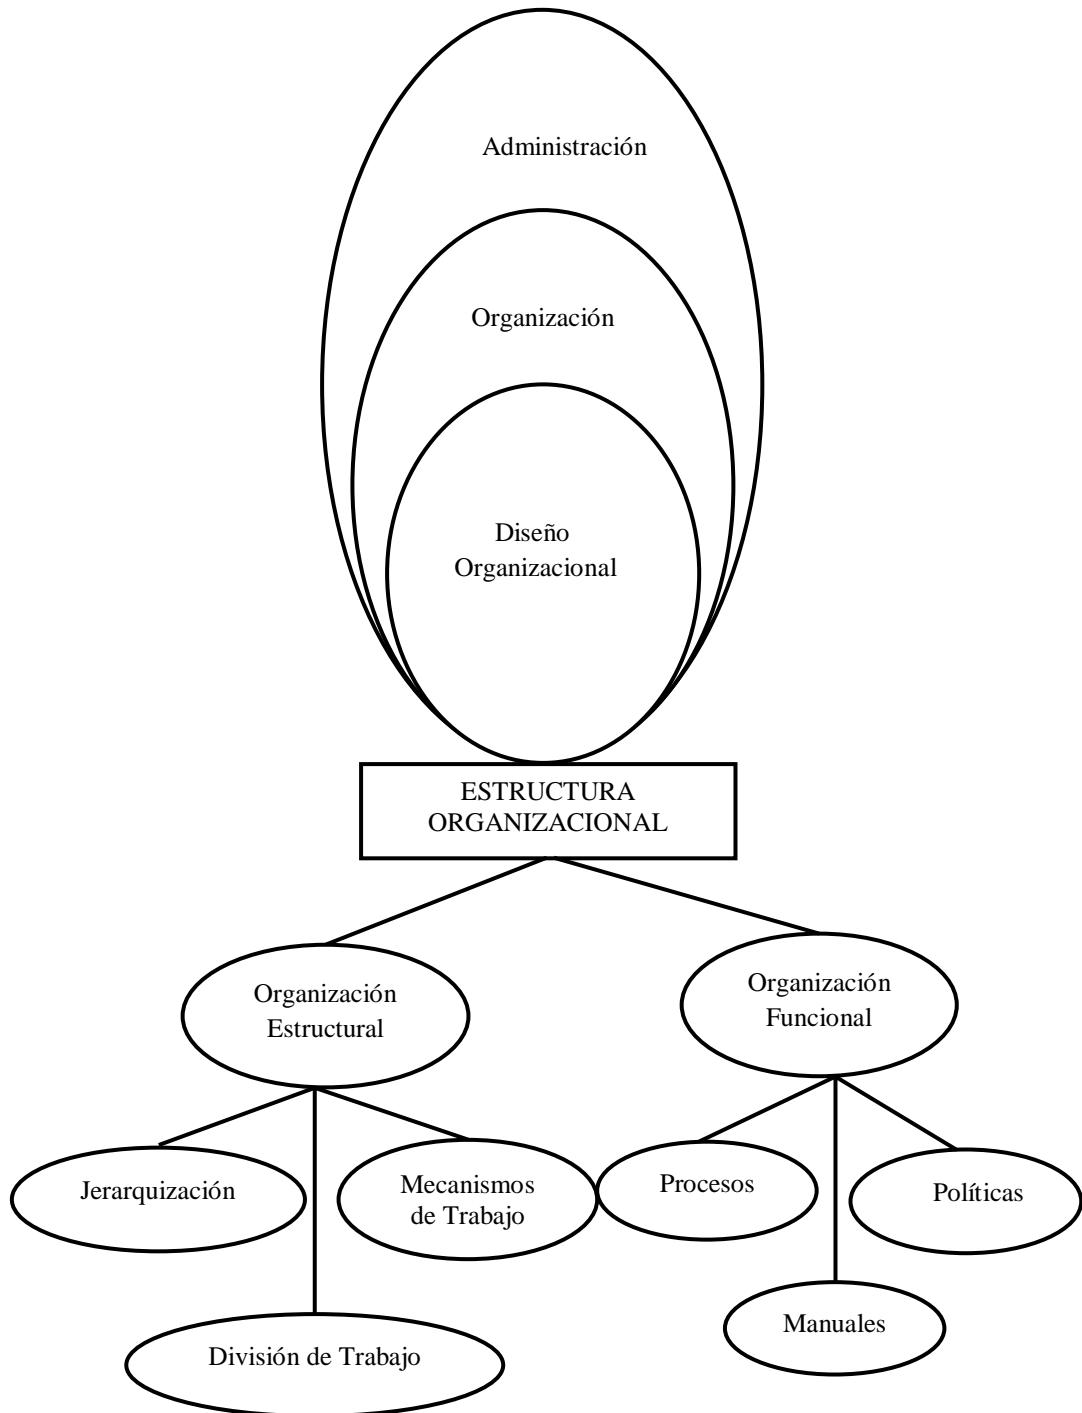 Administración
Organización
Diseño
Organizacional
ESTRUCTURA
ORGANIZACIONAL
Organización
Estructural
Organización
Funcional
Jerarquización
Mecanismos
de Trabajo
Procesos
Políticas
División de Trabajo
Manuales